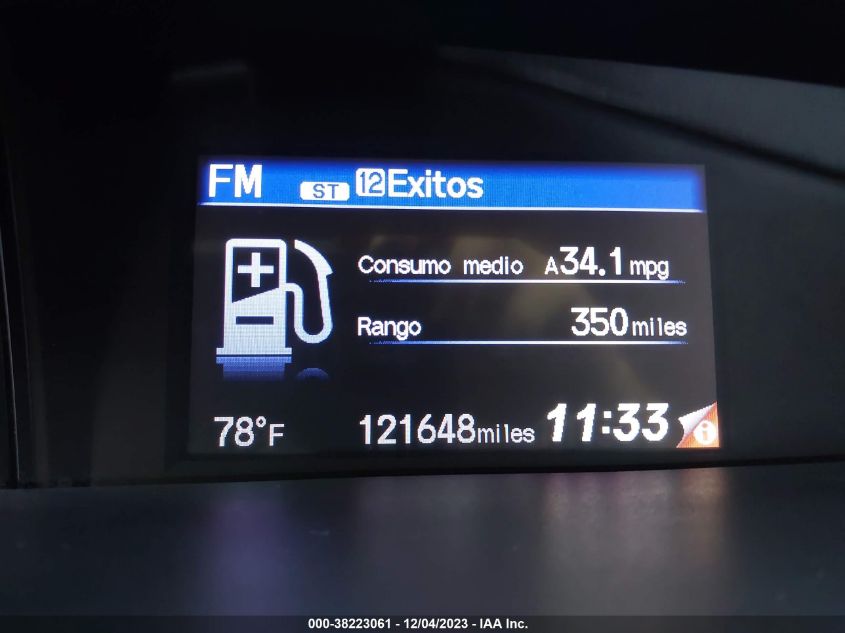 FM ST 12 Exitos
Consumo medio A34.1 mpg
Rango 350 miles
78°F 121648 miles 11:33 i
000-38223061 - 12/04/2023 - IAA Inc.